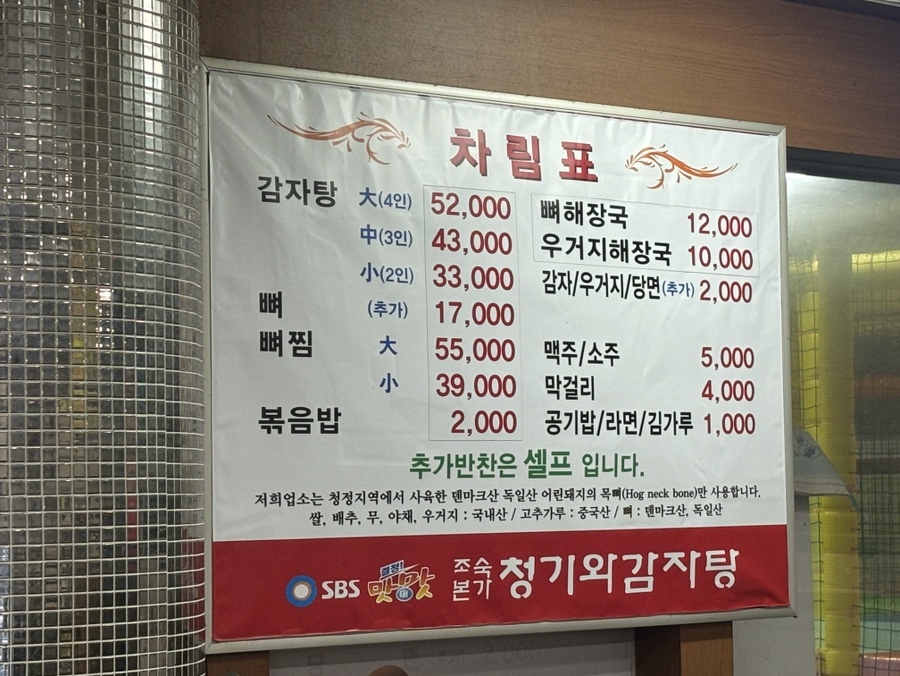 차림표
감자탕 大(4인) 52,000
中(3인) 43,000
小(2인) 33,000
뼈 (추가) 17,000
뼈찜 大 55,000
小 39,000
볶음밥 2,000
뼈해장국 12,000
우거지해장국 10,000
감자/우거지/당면(추가) 2,000
맥주/소주 5,000
막걸리 4,000
공기밥/라면/김가루 1,000
추가반찬은 셀프 입니다.
저희업소는 청정지역에서 사육한 덴마크산 독일산 어린돼지의 목뼈(Hog neck bone)만 사용합니다.
쌀, 배추, 무, 야채, 우거지 : 국내산 / 고추가루 : 중국산 / 뼈 : 덴마크산, 독일산
SBS 결정! 맛대맛 조숙본가 청기와감자탕